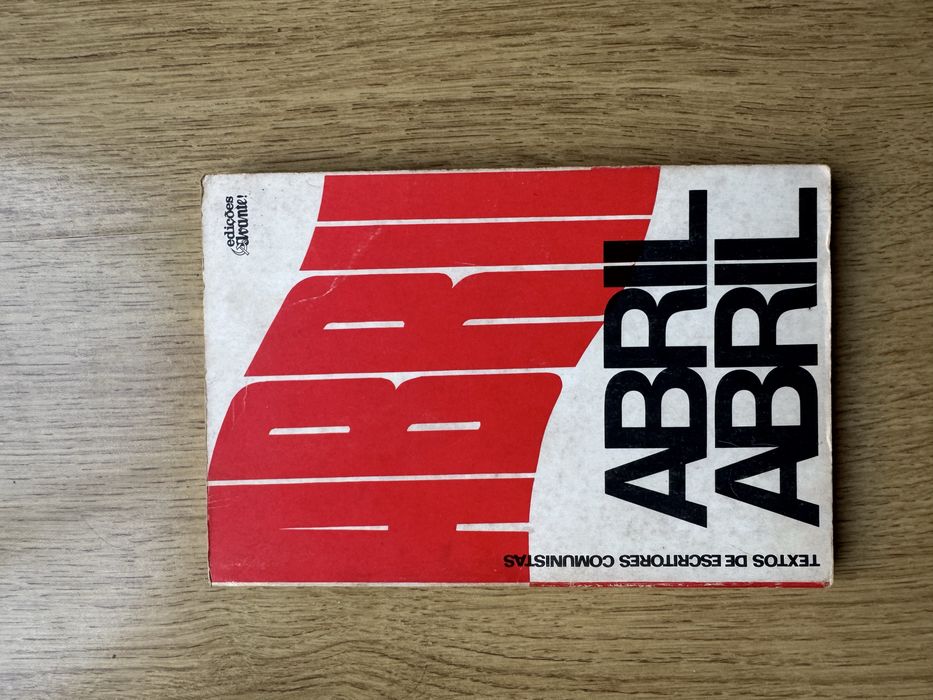 edições
Avante!
ABRIL
ABRIL
ABRIL
TEXTOS DE ESCRITORES COMUNISTAS